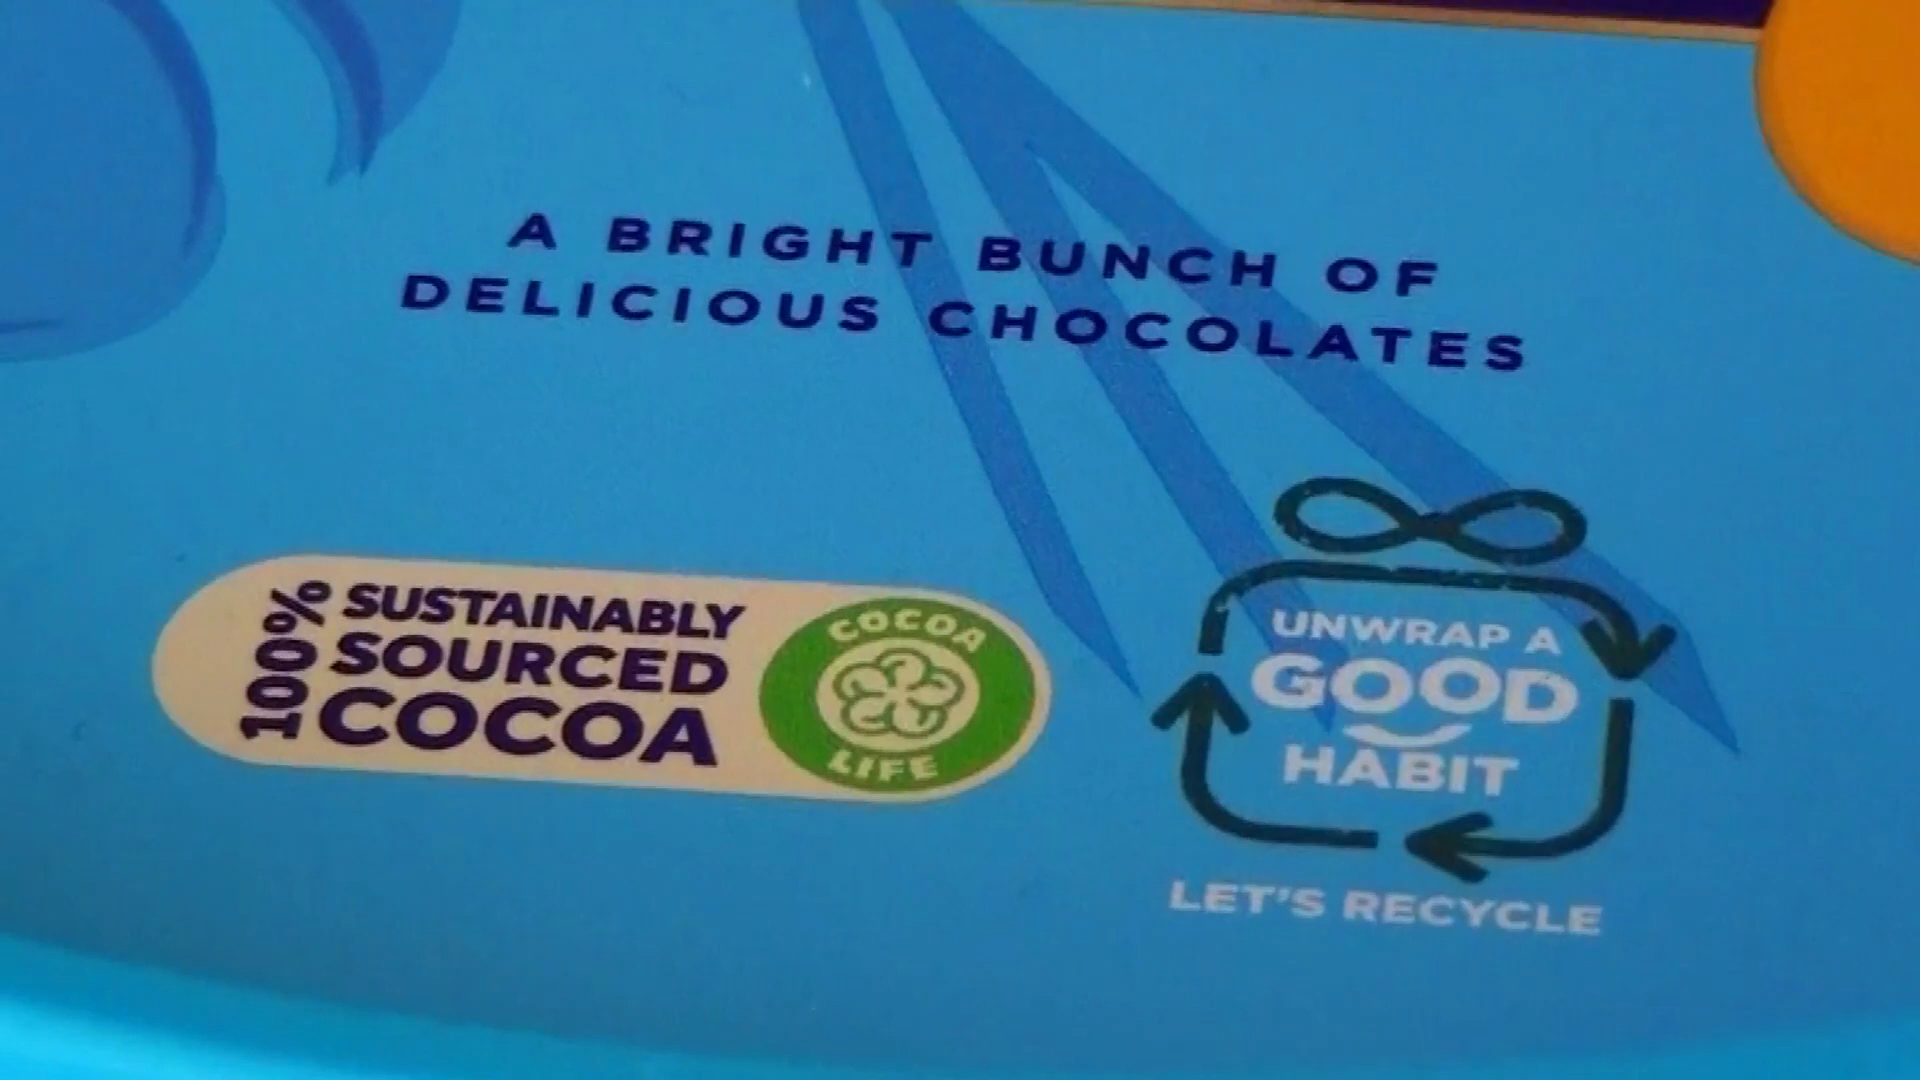 A BRIGHT BUNCH OF
DELICIOUS CHOCOLATES
100% SUSTAINABLY
SOURCED
COCOA
COCOA
LIFE
UNWRAP A
GOOD
HABIT
LET'S RECYCLE